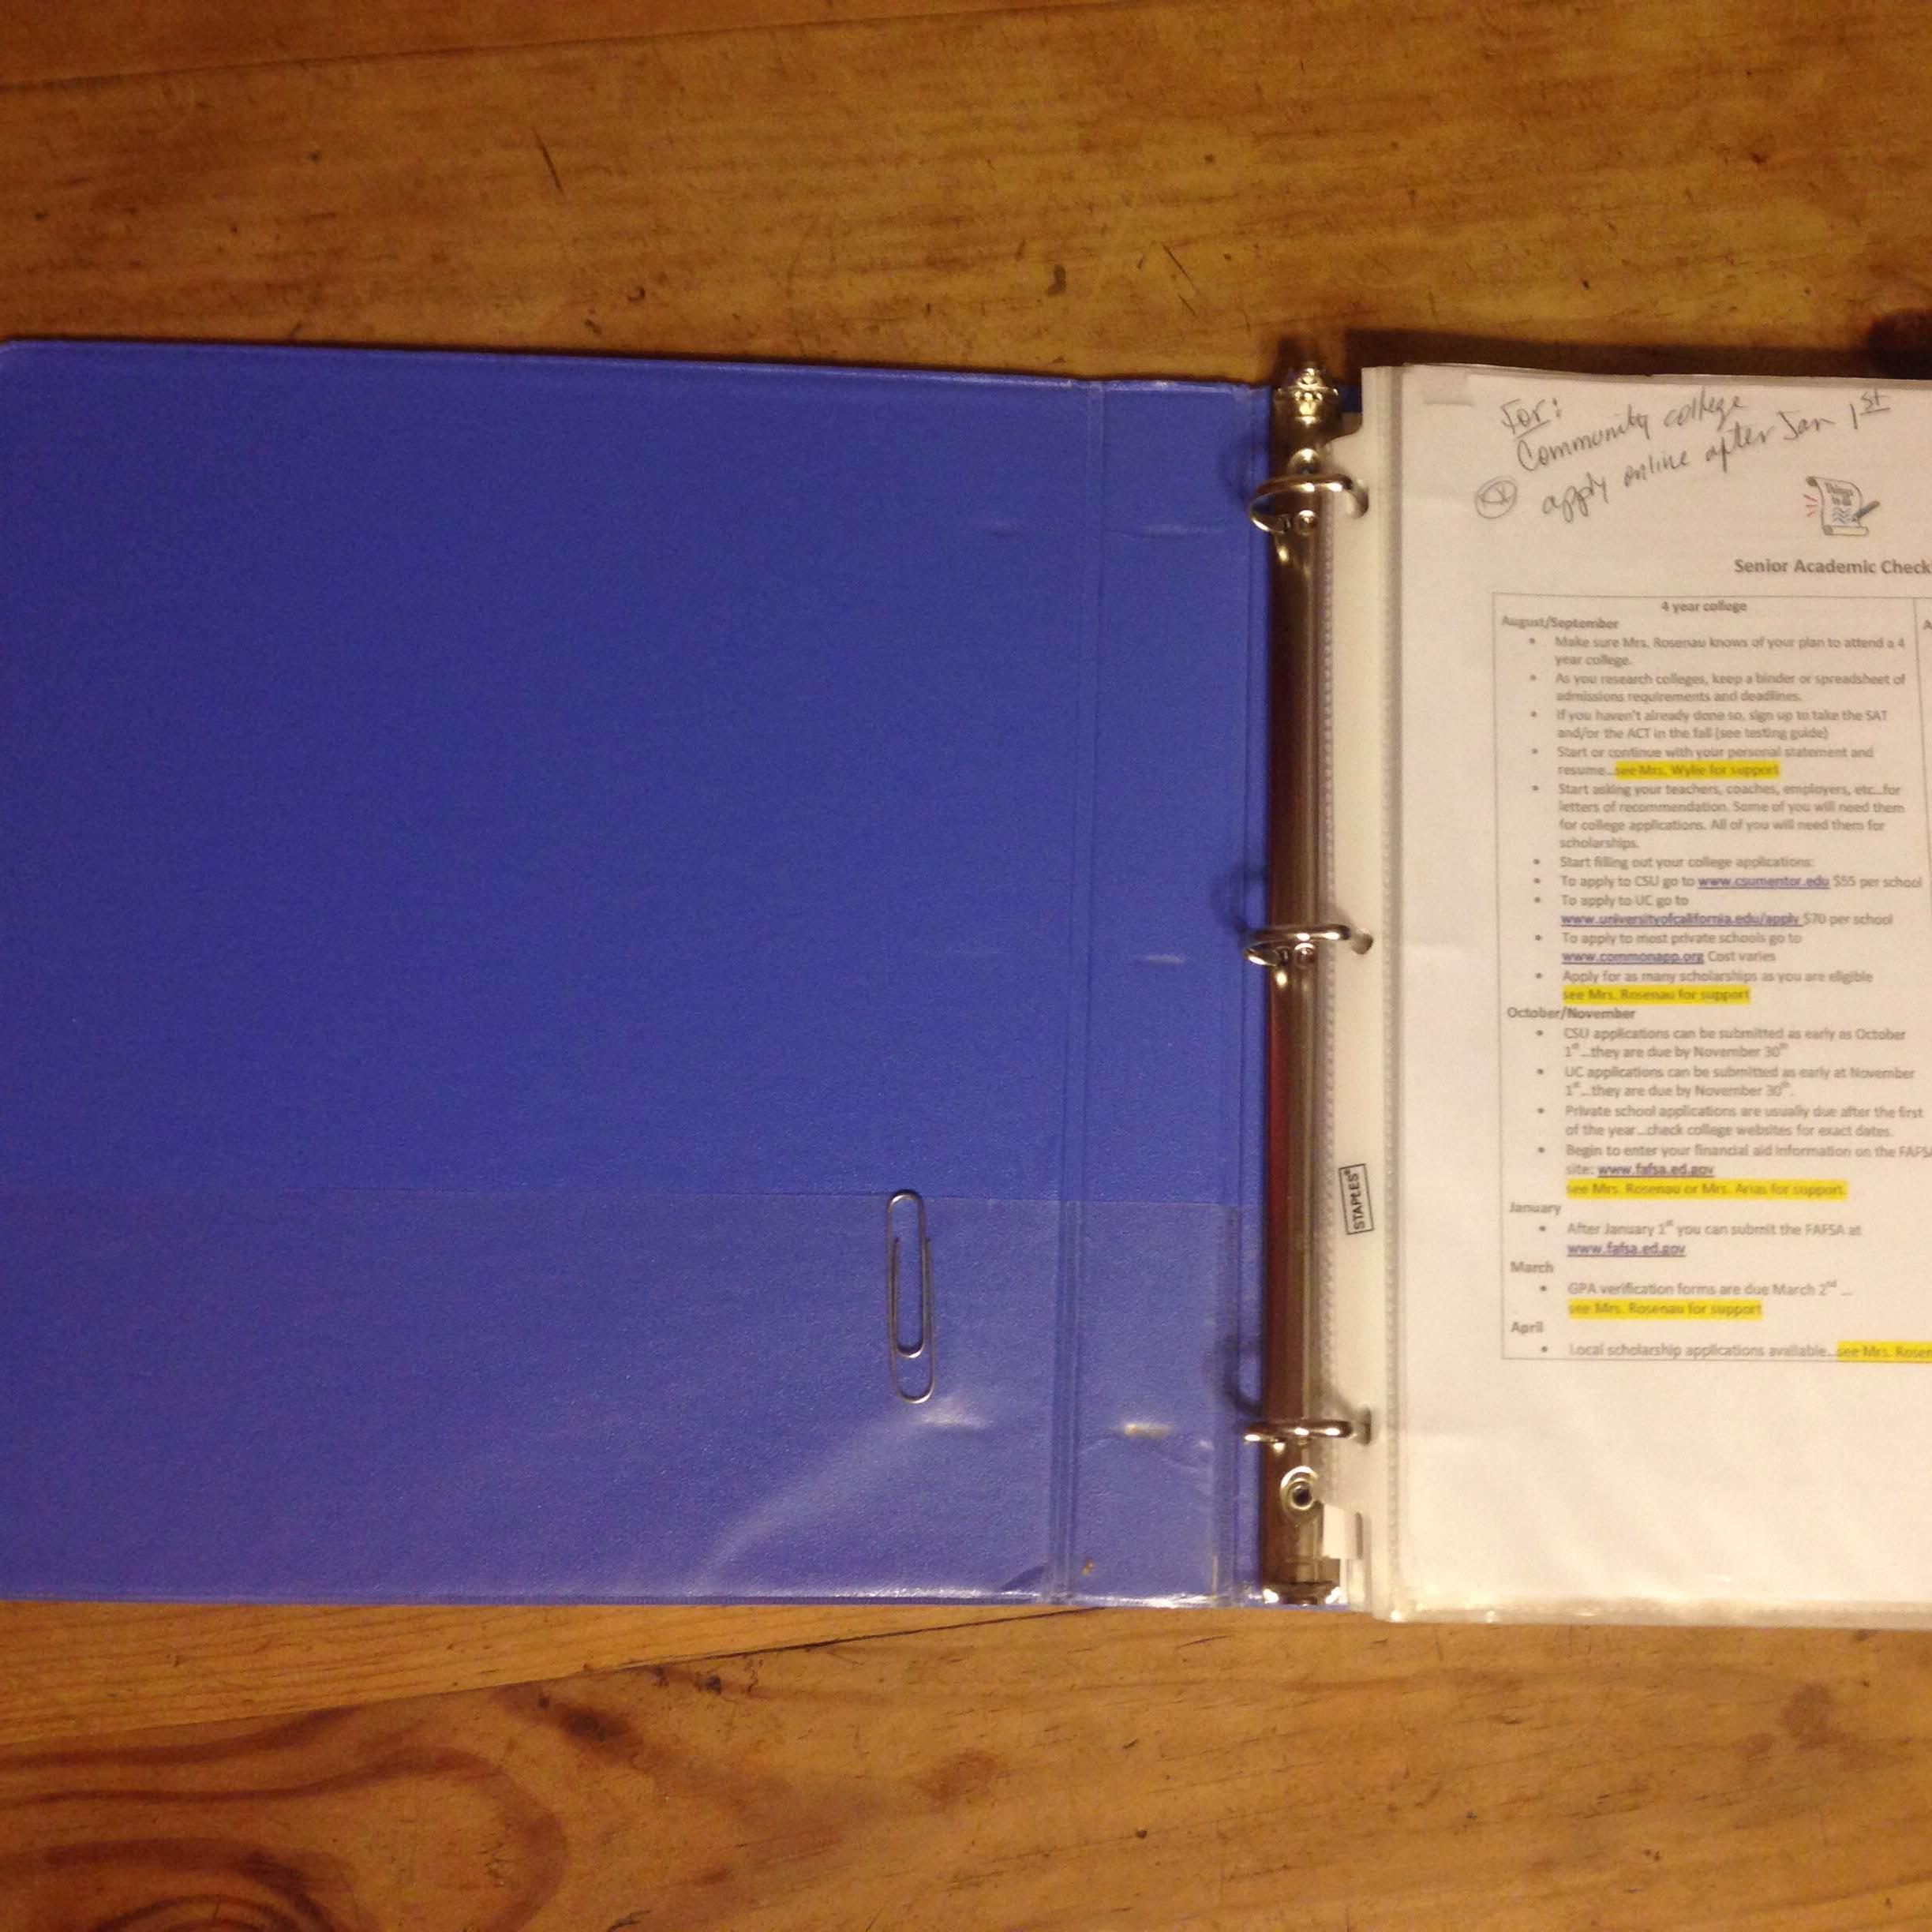 For:
Community college
apply online after Jan 1st
Things
to do
Senior Academic Check
4 year college
August/September
• Make sure Mrs. Rosenau knows of your plan to attend a 4
year college.
• As you research colleges, keep a binder or spreadsheet of
admissions requirements and deadlines.
• If you haven't already done so, sign up to take the SAT
and/or the ACT in the fall (see testing guide)
• Start or continue with your personal statement and
resume...see Mrs. Wylie for support
• Start asking your teachers, coaches, employers, etc...for
letters of recommendation. Some of you will need them
for college applications. All of you will need them for
scholarships.
• Start filling out your college applications:
• To apply to CSU go to www.csumentor.edu $55 per school
• To apply to UC go to
www.universityofcalifornia.edu/apply $70 per school
• To apply to most private schools go to
www.commonapp.org Cost varies
• Apply for as many scholarships as you are eligible
see Mrs. Rosenau for support
October/November
• CSU applications can be submitted as early as October
1st...they are due by November 30th
• UC applications can be submitted as early at November
1st...they are due by November 30th.
• Private school applications are usually due after the first
of the year...check college websites for exact dates.
• Begin to enter your financial aid information on the FAFSA
site: www.fafsa.ed.gov
see Mrs. Rosenau or Mrs. Arias for support.
January
• After January 1st you can submit the FAFSA at
www.fafsa.ed.gov
March
• GPA verification forms are due March 2nd ...
see Mrs. Rosenau for support
April
• Local scholarship applications available...see Mrs. Rosen
A
STAPLES